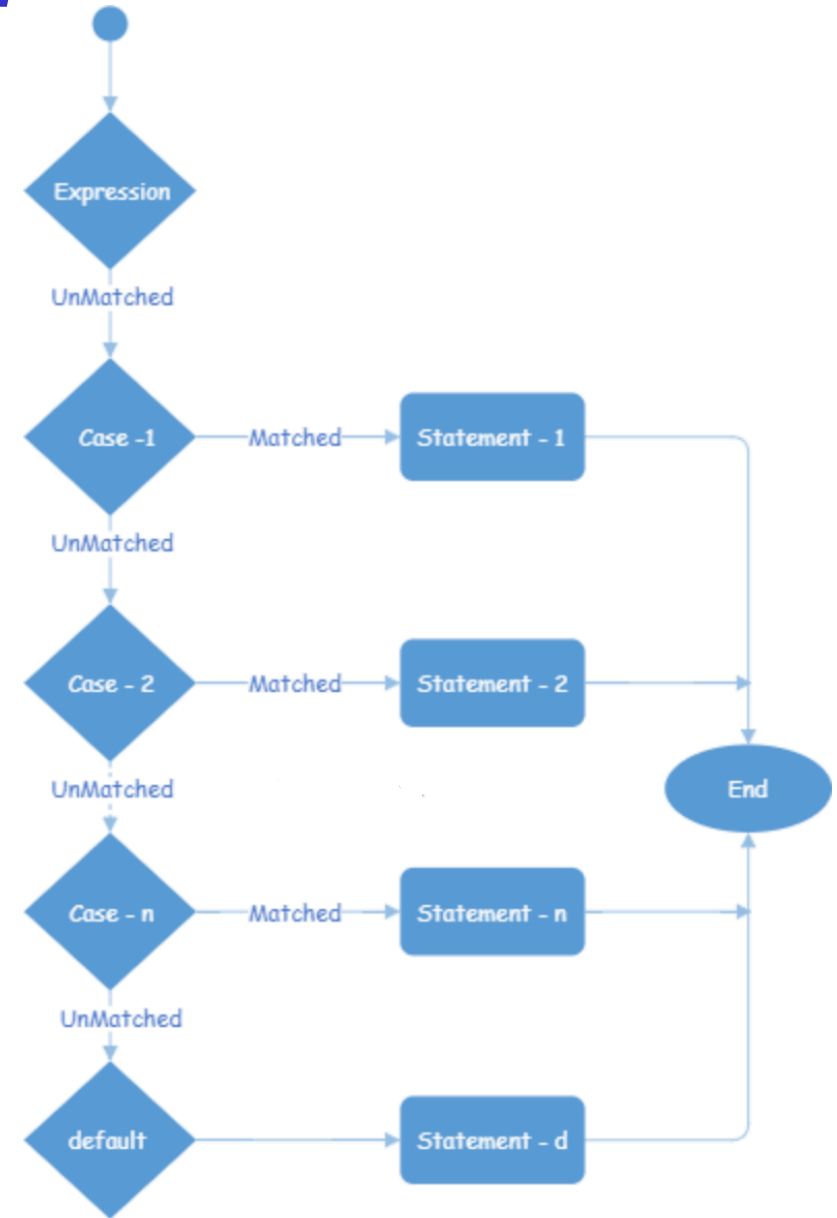 Expression
UnMatched
Case -1
Matched
Statement - 1
UnMatched
Case - 2
Matched
Statement - 2
UnMatched
End
Case - n
Matched
Statement - n
UnMatched
default
Statement - d